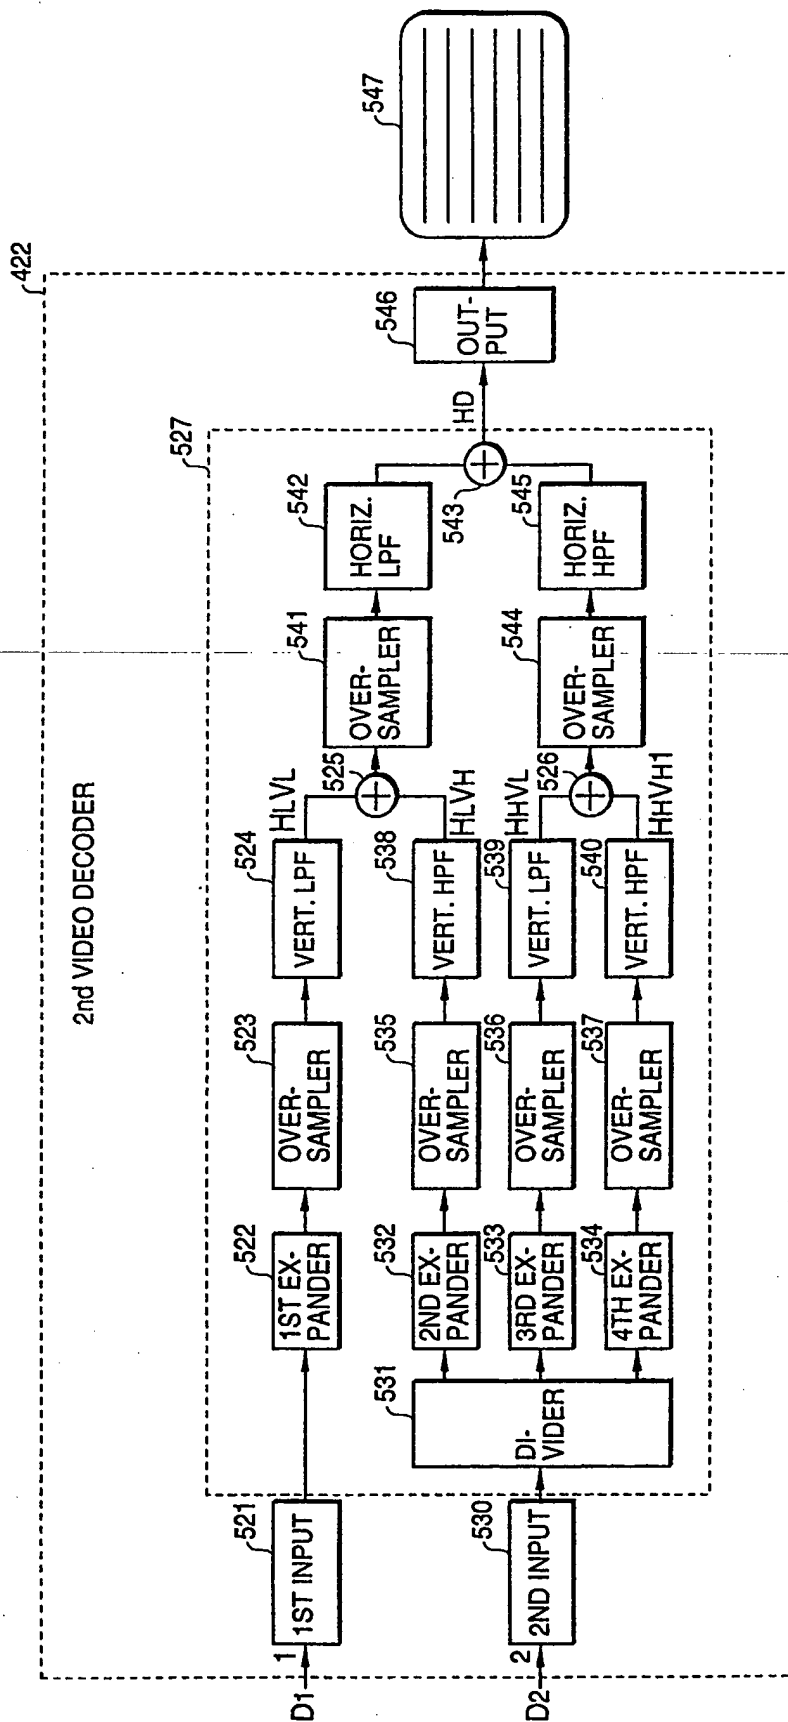 2nd VIDEO DECODER
422
527
D1
1
1ST INPUT
521
1ST EX-
PANDER
522
OVER-
SAMPLER
523
VERT. LPF
524
HLVL
525
OVER-
SAMPLER
541
HORIZ.
LPF
542
D2
2
2ND INPUT
530
DI-
VIDER
531
2ND EX-
PANDER
532
OVER-
SAMPLER
535
VERT. HPF
538
HLVH
3RD EX-
PANDER
533
OVER-
SAMPLER
536
VERT. LPF
539
HHVL
526
4TH EX-
PANDER
534
OVER-
SAMPLER
537
VERT. HPF
540
HHVH1
OVER-
SAMPLER
544
HORIZ.
HPF
545
543
HD
OUT-
PUT
546
547